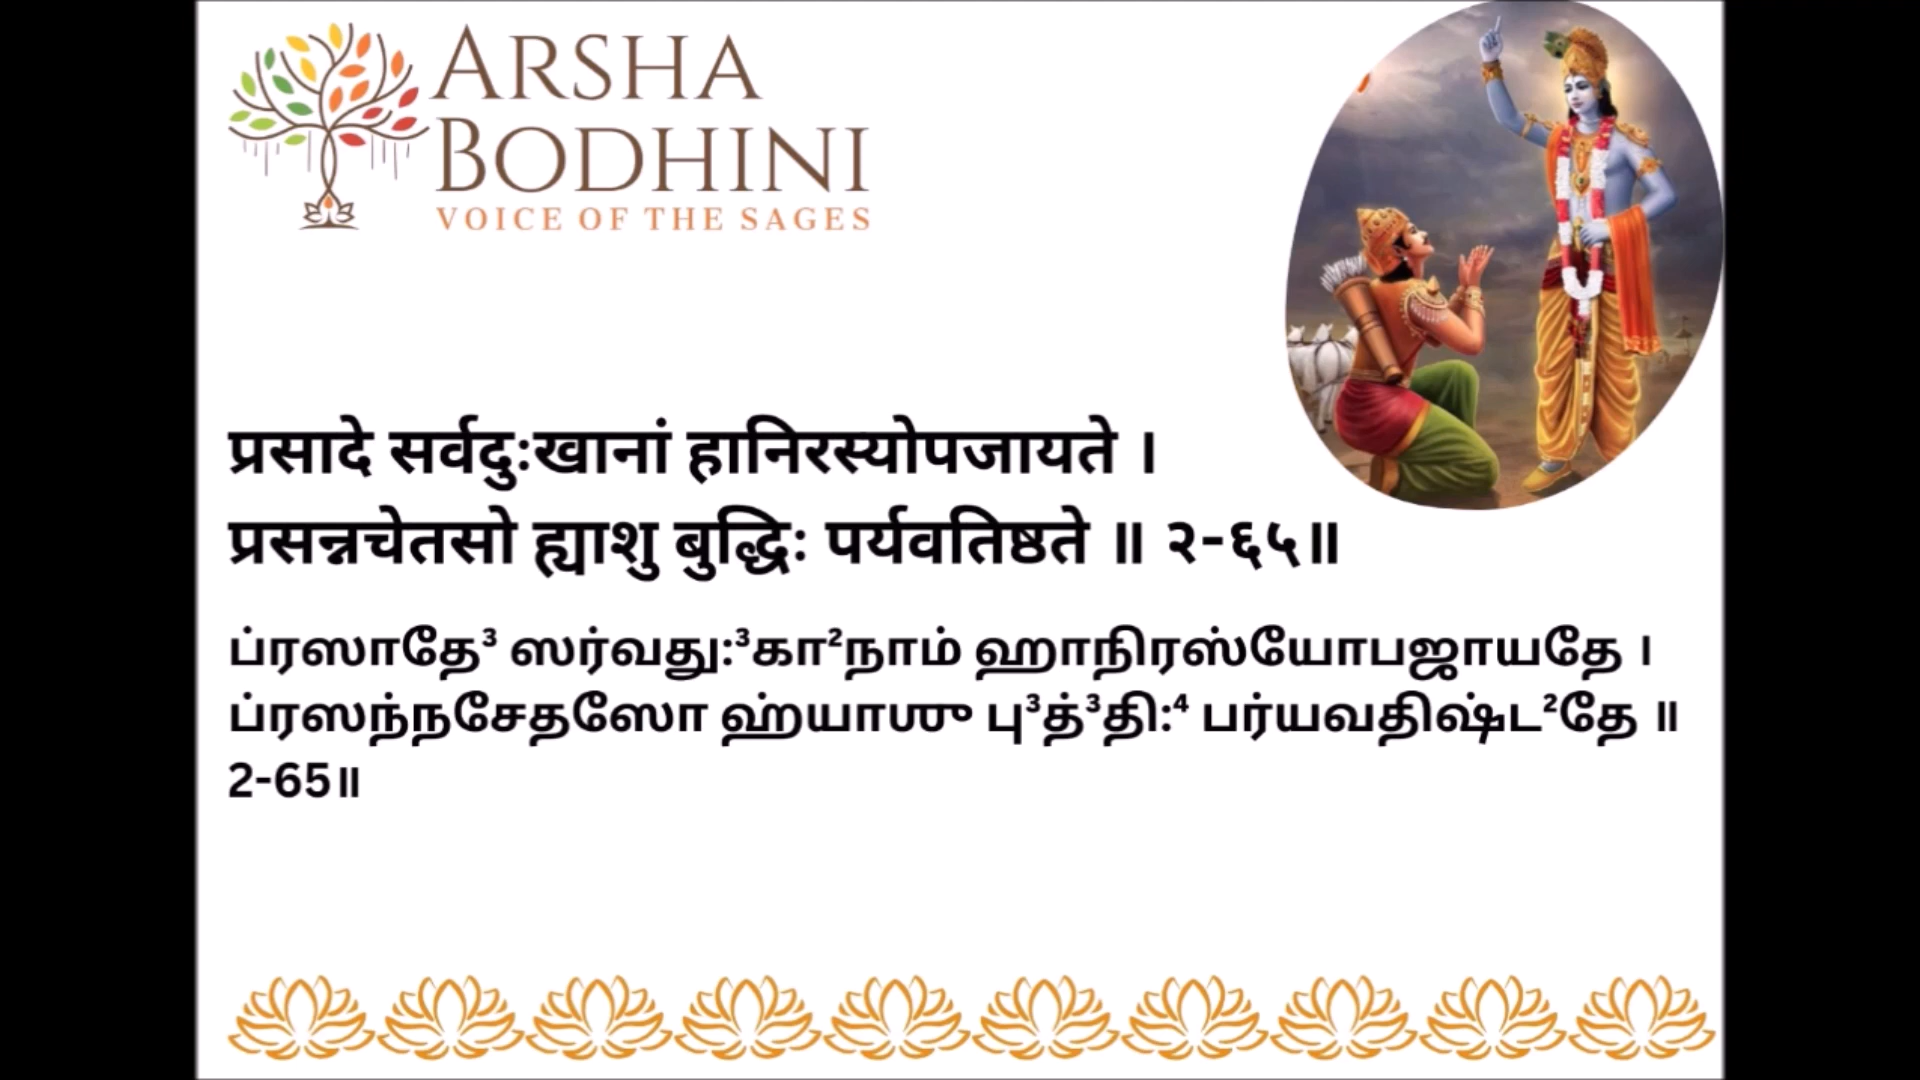 ARSHA
BODHINI
VOICE OF THE SAGES
प्रसादे सर्वदुःखानां हानिरस्योपजायते ।
प्रसन्नचेतसो ह्याशु बुद्धिः पर्यवतिष्ठते ॥ २-६५॥
ப்ரஸாதே³ ஸர்வது:³கா²நாம் ஹாநிரஸ்யோபஜாயதே ।
ப்ரஸந்நசேதஸோ ஹ்யாஶு பு³த்³தி:⁴ பர்யவதிஷ்ட²தே ॥
2-65॥